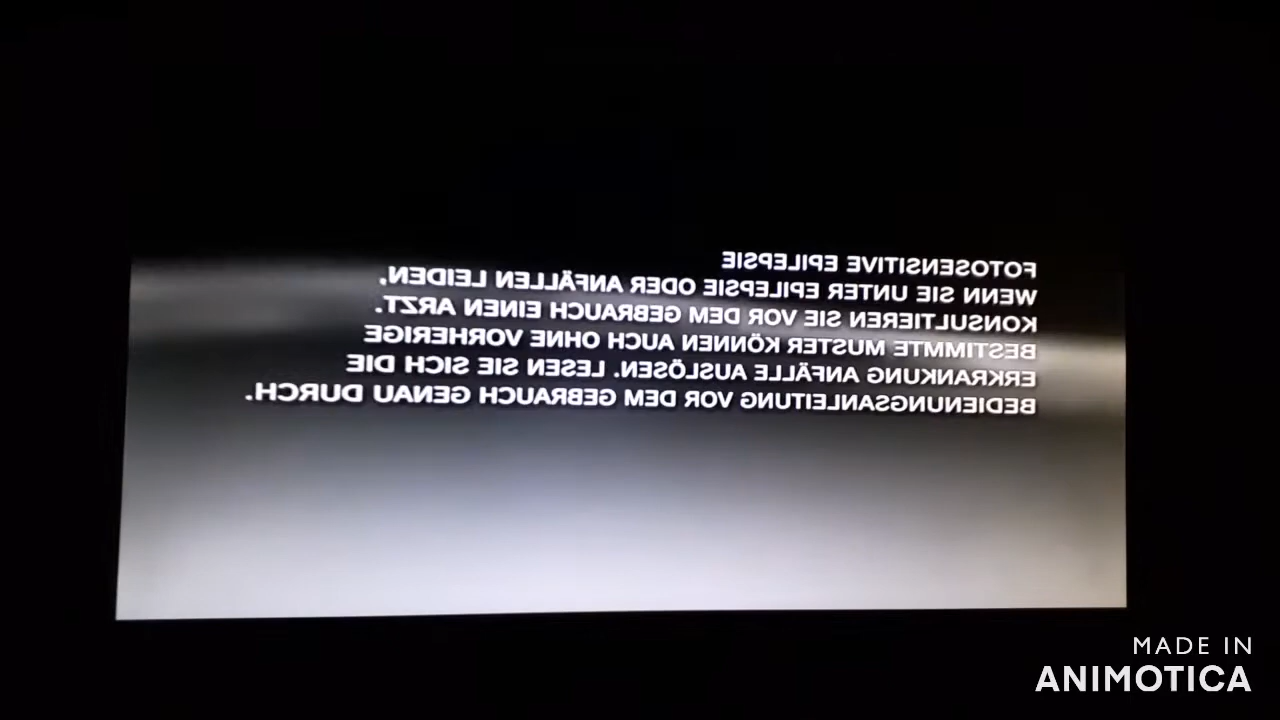 FOTOSENSITIVE EPILEPSIE
WENN SIE UNTER EPILEPSIE ODER ANFÄLLEN LEIDEN,
KONSULTIEREN SIE VOR DEM GEBRAUCH EINEN ARZT.
BESTIMMTE MUSTER KÖNNEN AUCH OHNE VORHERIGE
ERKRANKUNG ANFÄLLE AUSLÖSEN. LESEN SIE SICH DIE
BEDIENUNGSANLEITUNG VOR DEM GEBRAUCH GENAU DURCH.
MADE IN
ANIMOTICA